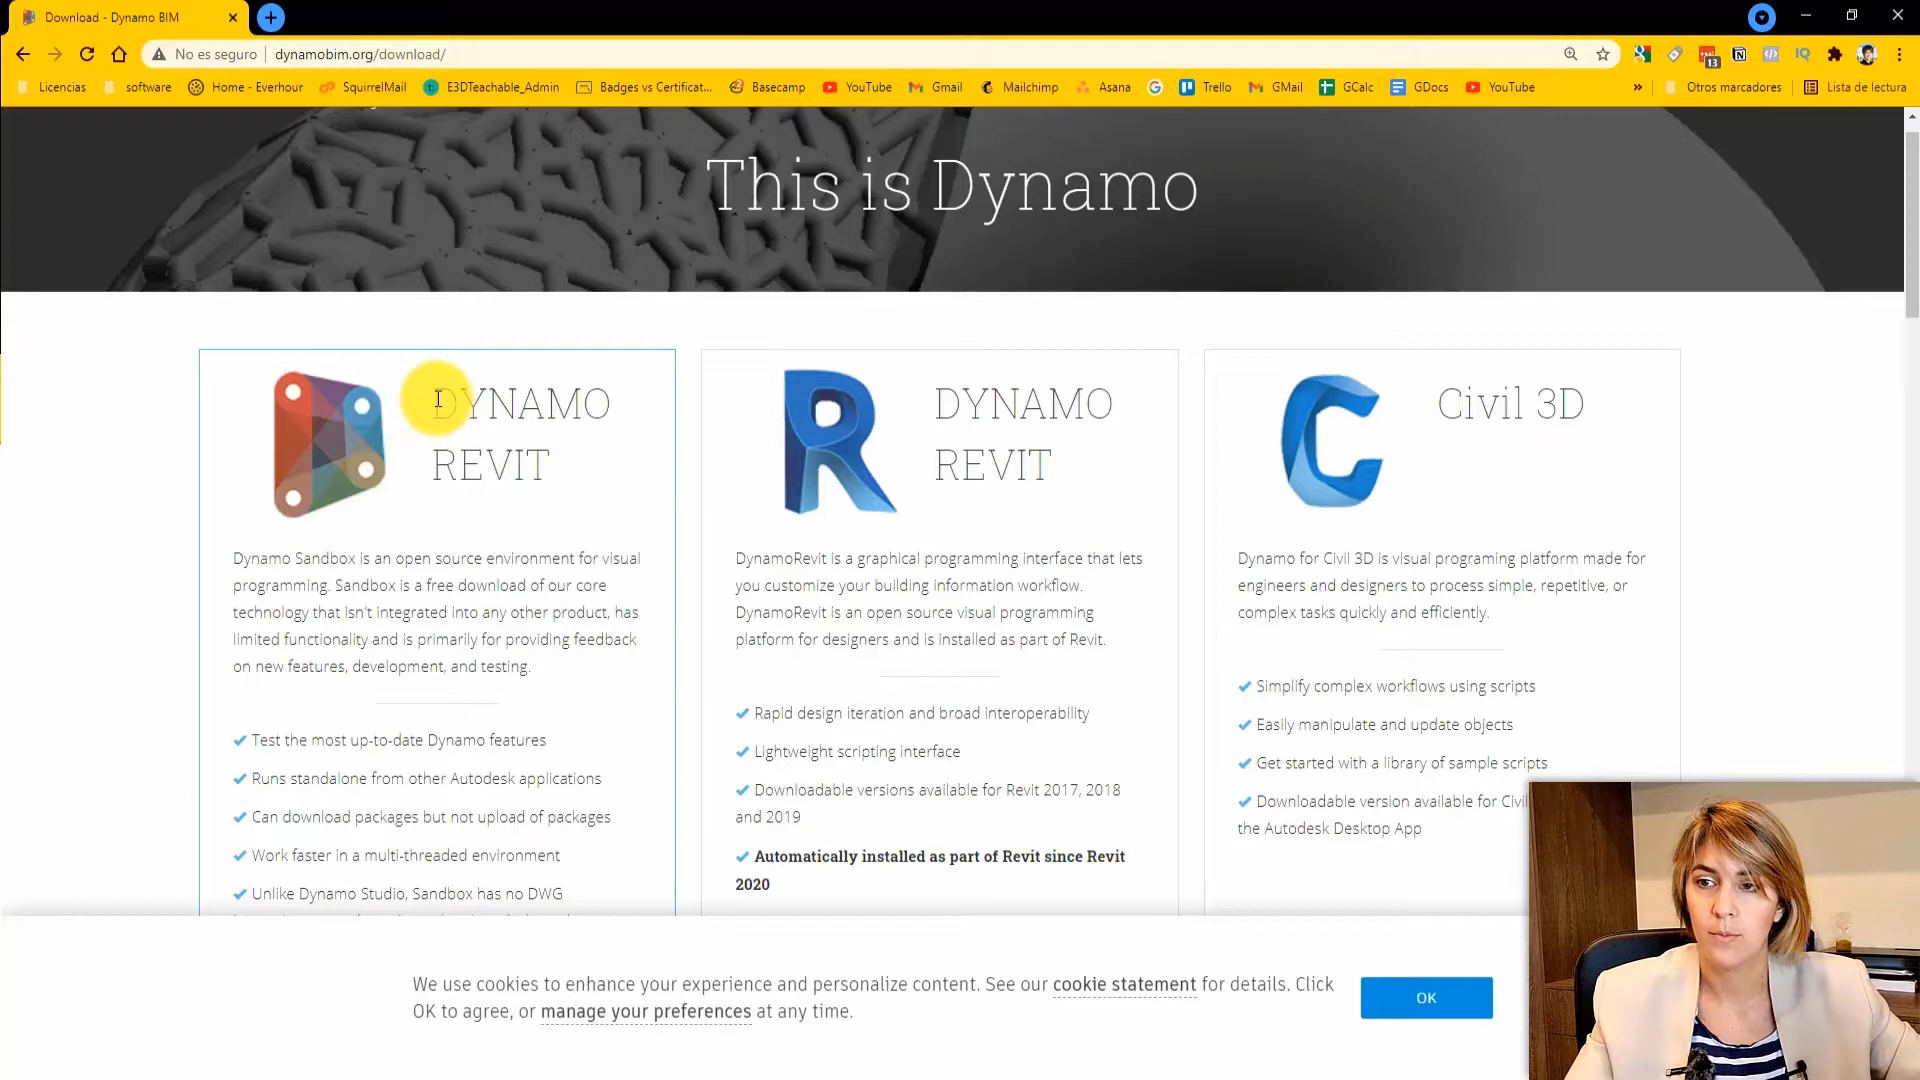 Download - Dynamo BIM
No es seguro dynamobim.org/download/
13
Licencias software Home - Everhour SquirrelMail E3DTeachable_Admin Badges vs Certificat... Basecamp YouTube Gmail Mailchimp Asana Trello GMail GCalc GDocs YouTube » Otros marcadores Lista de lectura
This is Dynamo
DYNAMO
REVIT
Dynamo Sandbox is an open source environment for visual
programming. Sandbox is a free download of our core
technology that isn't integrated into any other product, has
limited functionality and is primarily for providing feedback
on new features, development, and testing.
Test the most up-to-date Dynamo features
Runs standalone from other Autodesk applications
Can download packages but not upload of packages
Work faster in a multi-threaded environment
Unlike Dynamo Studio, Sandbox has no DWG
DYNAMO
REVIT
DynamoRevit is a graphical programming interface that lets
you customize your building information workflow.
DynamoRevit is an open source visual programming
platform for designers and is installed as part of Revit.
Rapid design iteration and broad interoperability
Lightweight scripting interface
Downloadable versions available for Revit 2017, 2018
and 2019
Automatically installed as part of Revit since Revit
2020
Civil 3D
Dynamo for Civil 3D is visual programing platform made for
engineers and designers to process simple, repetitive, or
complex tasks quickly and efficiently.
Simplify complex workflows using scripts
Easily manipulate and update objects
Get started with a library of sample scripts
Downloadable version available for Civil
the Autodesk Desktop App
We use cookies to enhance your experience and personalize content. See our cookie statement for details. Click
OK to agree, or manage your preferences at any time.
OK